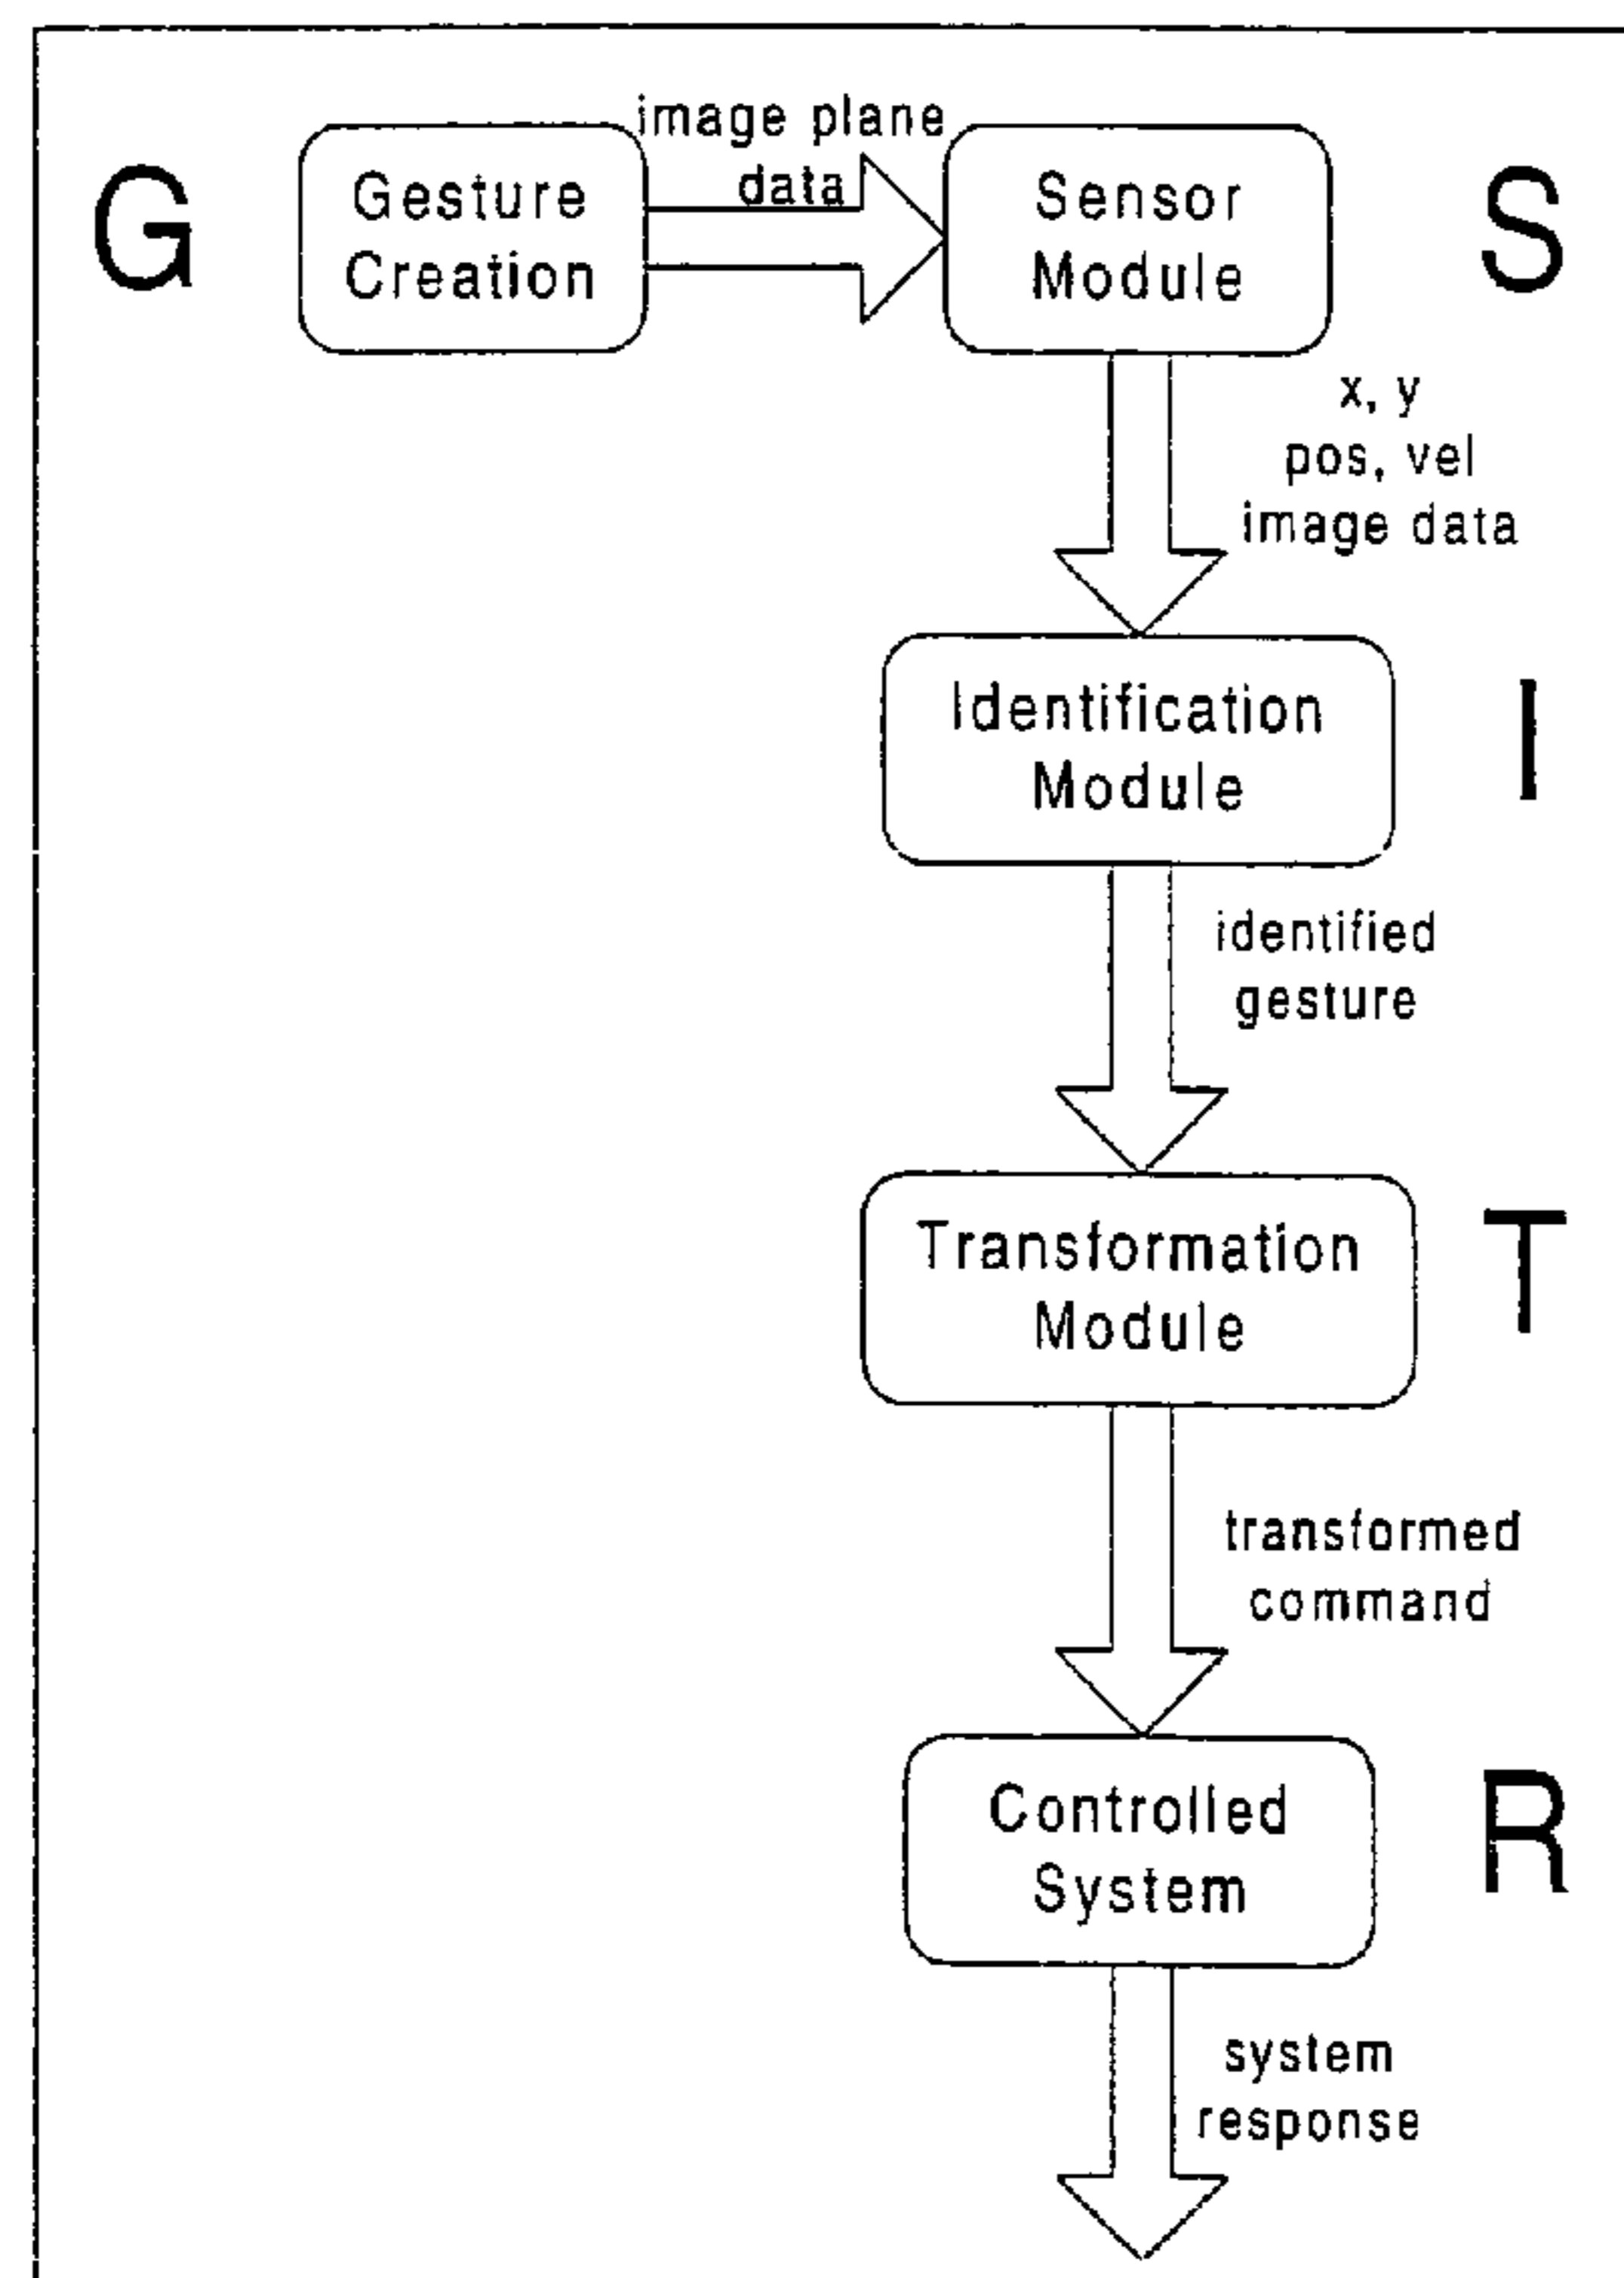 G
Gesture
Creation
image plane
data
Sensor
Module
S
x, y
pos, vel
image data
Identification
Module
I
identified
gesture
Transformation
Module
T
transformed
command
Controlled
System
R
system
response